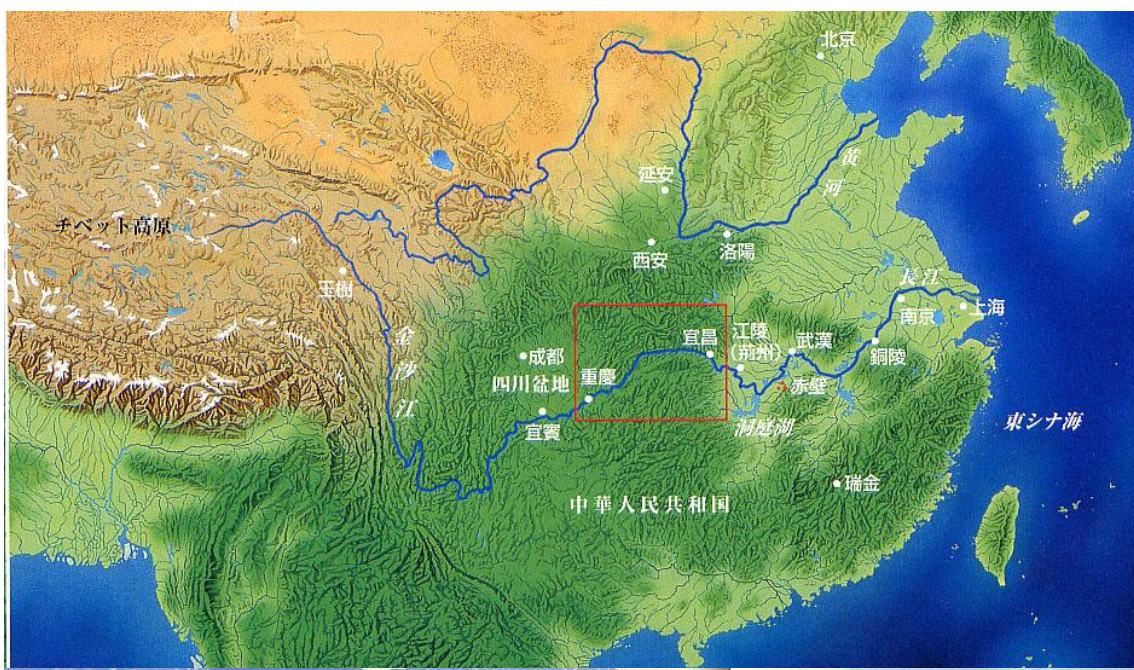 北京
黄河
延安
チベット高原
西安
洛陽
玉樹
長江
南京
上海
金沙江
成都
四川盆地
重慶
宜昌
江陵
(荆州)
武漢
銅陵
赤壁
宜賓
洞庭湖
東シナ海
瑞金
中華人民共和国